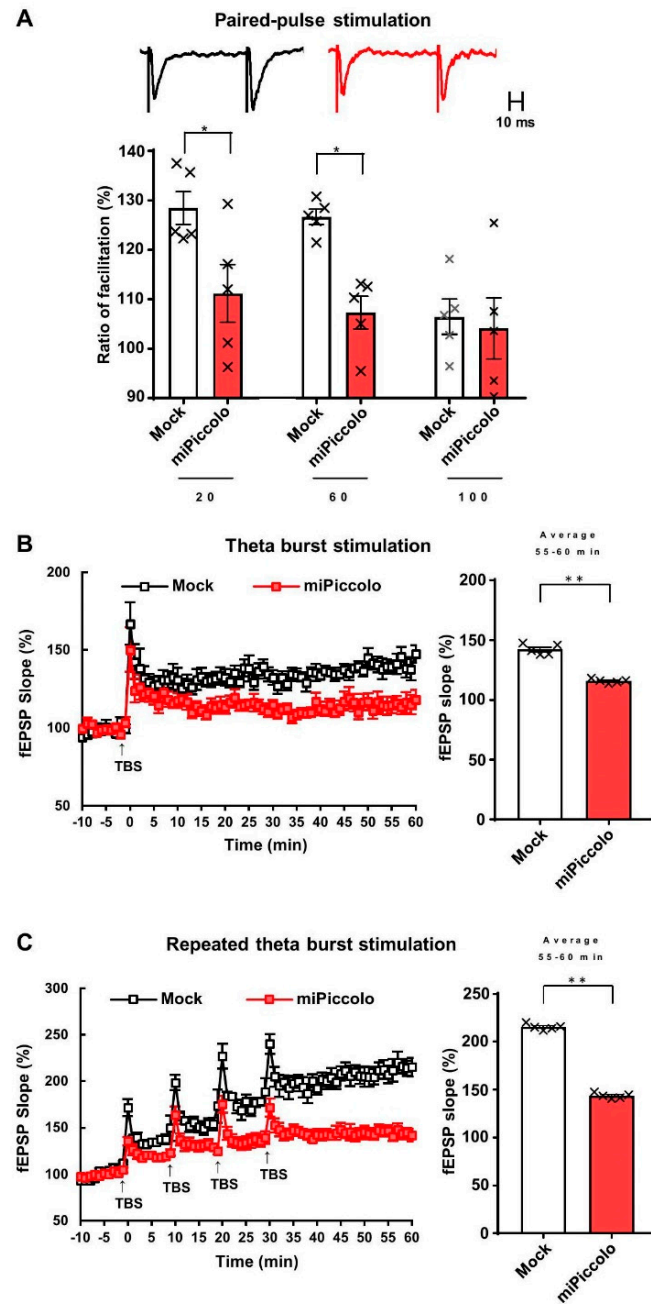 A
Paired-pulse stimulation
10 ms
Ratio of facilitation (%)
140
130
120
110
100
90
*
*
Mock
miPiccolo
Mock
miPiccolo
Mock
miPiccolo
20
60
100
B
Theta burst stimulation
Mock
miPiccolo
fEPSP Slope (%)
200
150
100
50
TBS
-10 -5 0 5 10 15 20 25 30 35 40 45 50 55 60
Time (min)
Average
55-60 min
**
fEPSP slope (%)
200
150
100
50
0
Mock
miPiccolo
C
Repeated theta burst stimulation
Mock
miPiccolo
fEPSP Slope (%)
300
250
200
150
100
50
TBS TBS TBS TBS
-10 -5 0 5 10 15 20 25 30 35 40 45 50 55 60
Time (min)
Average
55-60 min
**
fEPSP slope (%)
250
200
150
100
50
0
Mock
miPiccolo